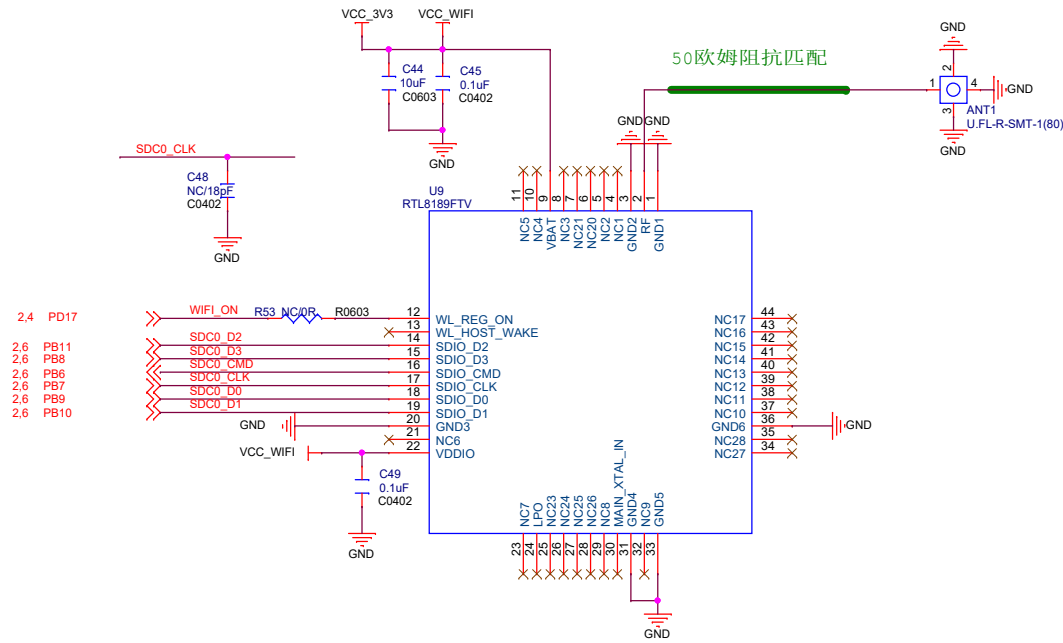 VCC_3V3
VCC_WIFI
C44
10uF
C0603
C45
0.1uF
C0402
GND
50欧姆阻抗匹配
GND
2
1
4
GND
3
ANT1
U.FL-R-SMT-1(80)
GND
SDC0_CLK
C48
NC/18pF
C0402
GND
GND
GND
U9
RTL8189FTV
11
10
9
8
7
6
5
4
3
2
1
NC5
NC4
VBAT
NC3
NC21
NC20
NC2
NC1
GND2
RF
GND1
2,4 PD17
WIFI_ON
R53 NC/0R
R0603
12
WL_REG_ON
13
WL_HOST_WAKE
2,6 PB11
SDC0_D2
14
SDIO_D2
2,6 PB8
SDC0_D3
15
SDIO_D3
2,6 PB6
SDC0_CMD
16
SDIO_CMD
2,6 PB7
SDC0_CLK
17
SDIO_CLK
2,6 PB9
SDC0_D0
18
SDIO_D0
2,6 PB10
SDC0_D1
19
SDIO_D1
GND
20
GND3
21
NC6
VCC_WIFI
22
VDDIO
C49
0.1uF
C0402
GND
NC17
44
NC16
43
NC15
42
NC14
41
NC13
40
NC12
39
NC11
38
NC10
37
GND6
36
GND
NC28
35
NC27
34
NC7
LPO
NC23
NC24
NC25
NC26
NC8
MAIN_XTAL_IN
GND4
NC9
GND5
23
24
25
26
27
28
29
30
31
32
33
GND